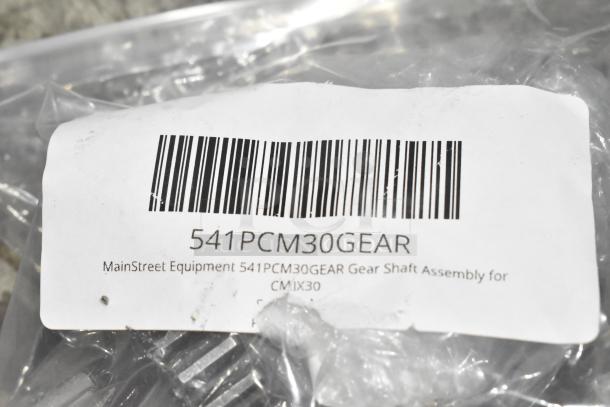 541PCM30GEAR
MainStreet Equipment 541PCM30GEAR Gear Shaft Assembly for
CMIX30